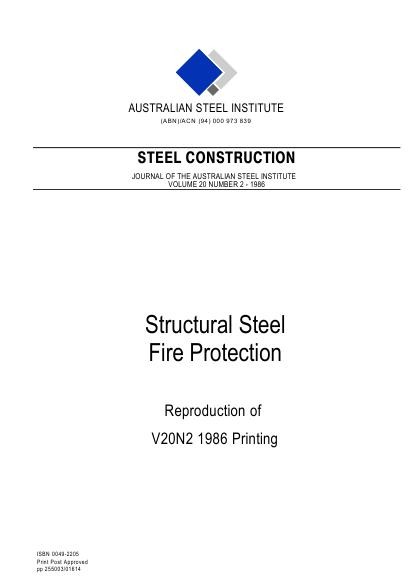 AUSTRALIAN STEEL INSTITUTE
(ABN)/ACN (94) 000 973 839
STEEL CONSTRUCTION
JOURNAL OF THE AUSTRALIAN STEEL INSTITUTE
VOLUME 20 NUMBER 2 - 1986
Structural Steel
Fire Protection
Reproduction of
V20N2 1986 Printing
ISBN 0049-2205
Print Post Approved
pp 255003/01614